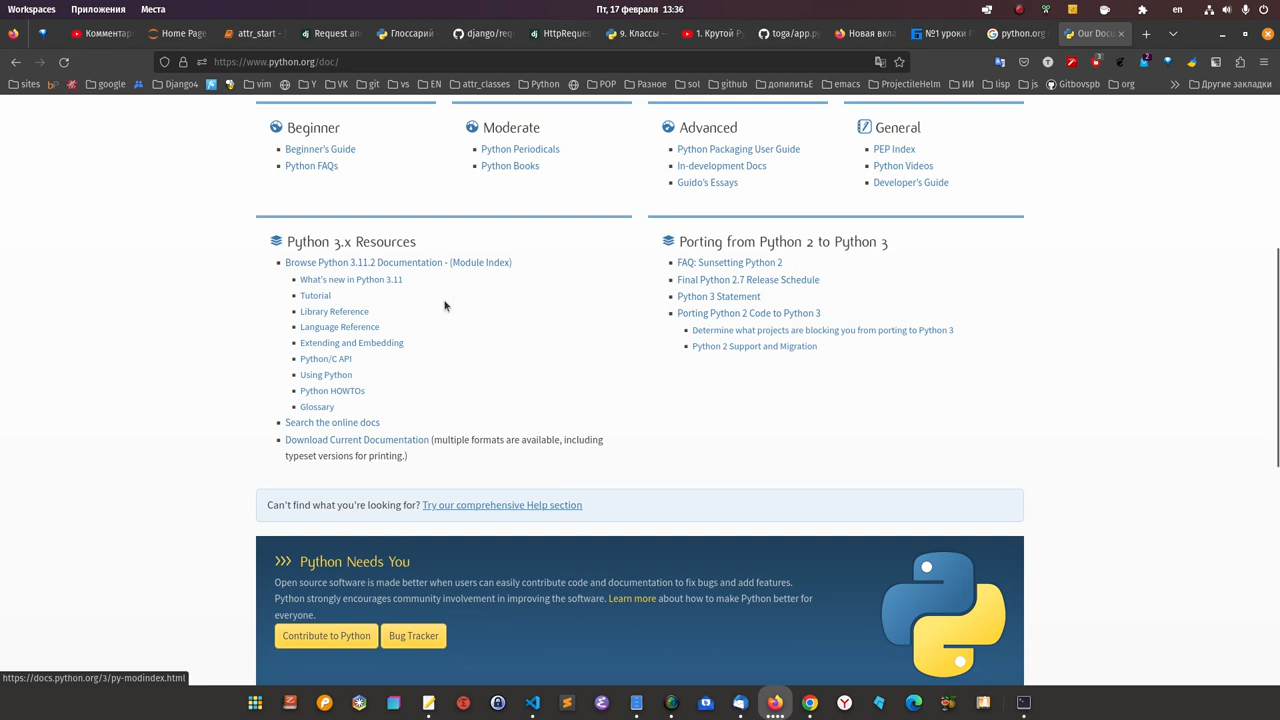 Workspaces Приложения Места Пт, 17 февраля 13:36 en
Комментар Home Page attr_start - Request an Глоссарий django/req 9. Классы — 1. Крутой Р toga/app.py Новая вкл №1 уроки python.org Our Docu
https://www.python.org/doc/
sites bp google Django4 git vs EN attr_classes Python POP Разное sol github допилитьЕ emacs ProjectileHelm ИИ lisp js Gitbovspb org Другие закладки
Beginner Moderate Advanced General
Beginner's Guide Python Periodicals Python Packaging User Guide PEP Index
Python FAQs Python Books In-development Docs Python Videos
Guido's Essays Developer's Guide
Python 3.x Resources Porting from Python 2 to Python 3
Browse Python 3.11.2 Documentation - (Module Index) FAQ: Sunsetting Python 2
What's new in Python 3.11 Final Python 2.7 Release Schedule
Tutorial Python 3 Statement
Library Reference Porting Python 2 Code to Python 3
Language Reference Determine what projects are blocking you from porting to Python 3
Extending and Embedding Python 2 Support and Migration
Python/C API
Using Python
Python HOWTOs
Glossary
Search the online docs
Download Current Documentation (multiple formats are available, including
typeset versions for printing.)
Can't find what you're looking for? Try our comprehensive Help section
>>> Python Needs You
Open source software is made better when users can easily contribute code and documentation to fix bugs and add features.
Python strongly encourages community involvement in improving the software. Learn more about how to make Python better for
everyone.
Contribute to Python Bug Tracker
https://docs.python.org/3/py-modindex.html